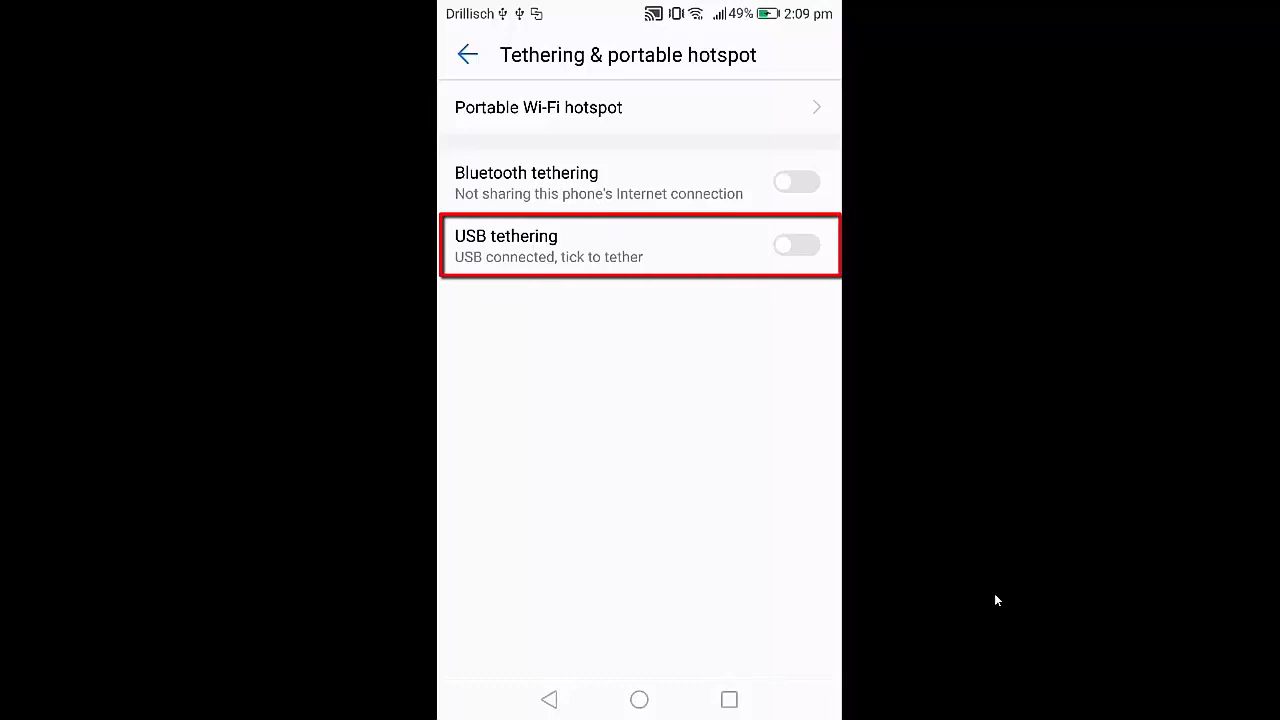 Drillisch 49% 2:09 pm
Tethering & portable hotspot
Portable Wi-Fi hotspot
Bluetooth tethering
Not sharing this phone's Internet connection
USB tethering
USB connected, tick to tether